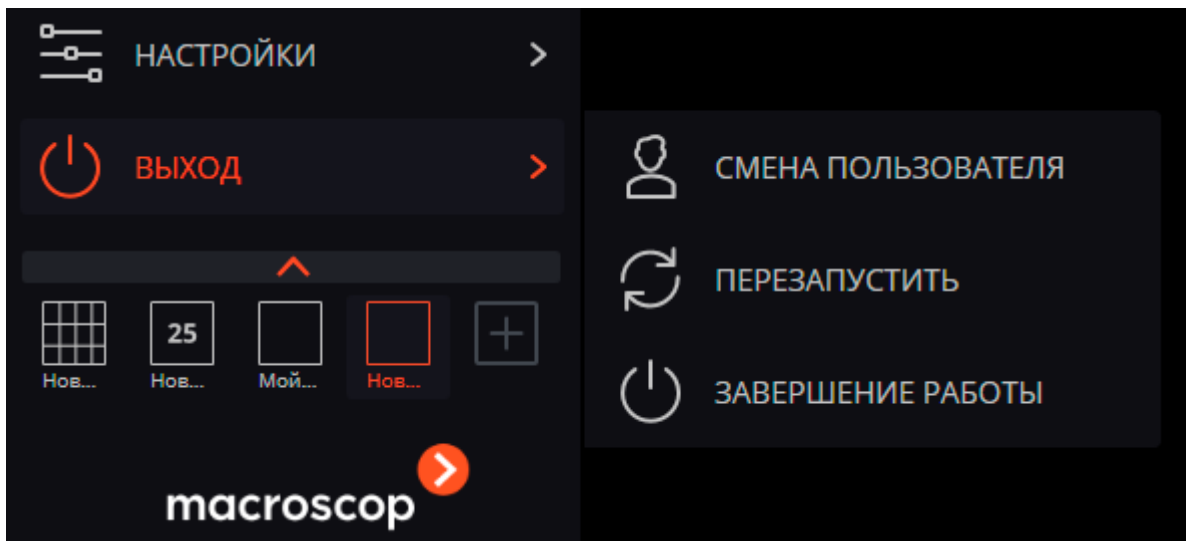 НАСТРОЙКИ
ВЫХОД
СМЕНА ПОЛЬЗОВАТЕЛЯ
ПЕРЕЗАПУСТИТЬ
ЗАВЕРШЕНИЕ РАБОТЫ
25
Нов... Нов... Мой... Нов...
macroscop